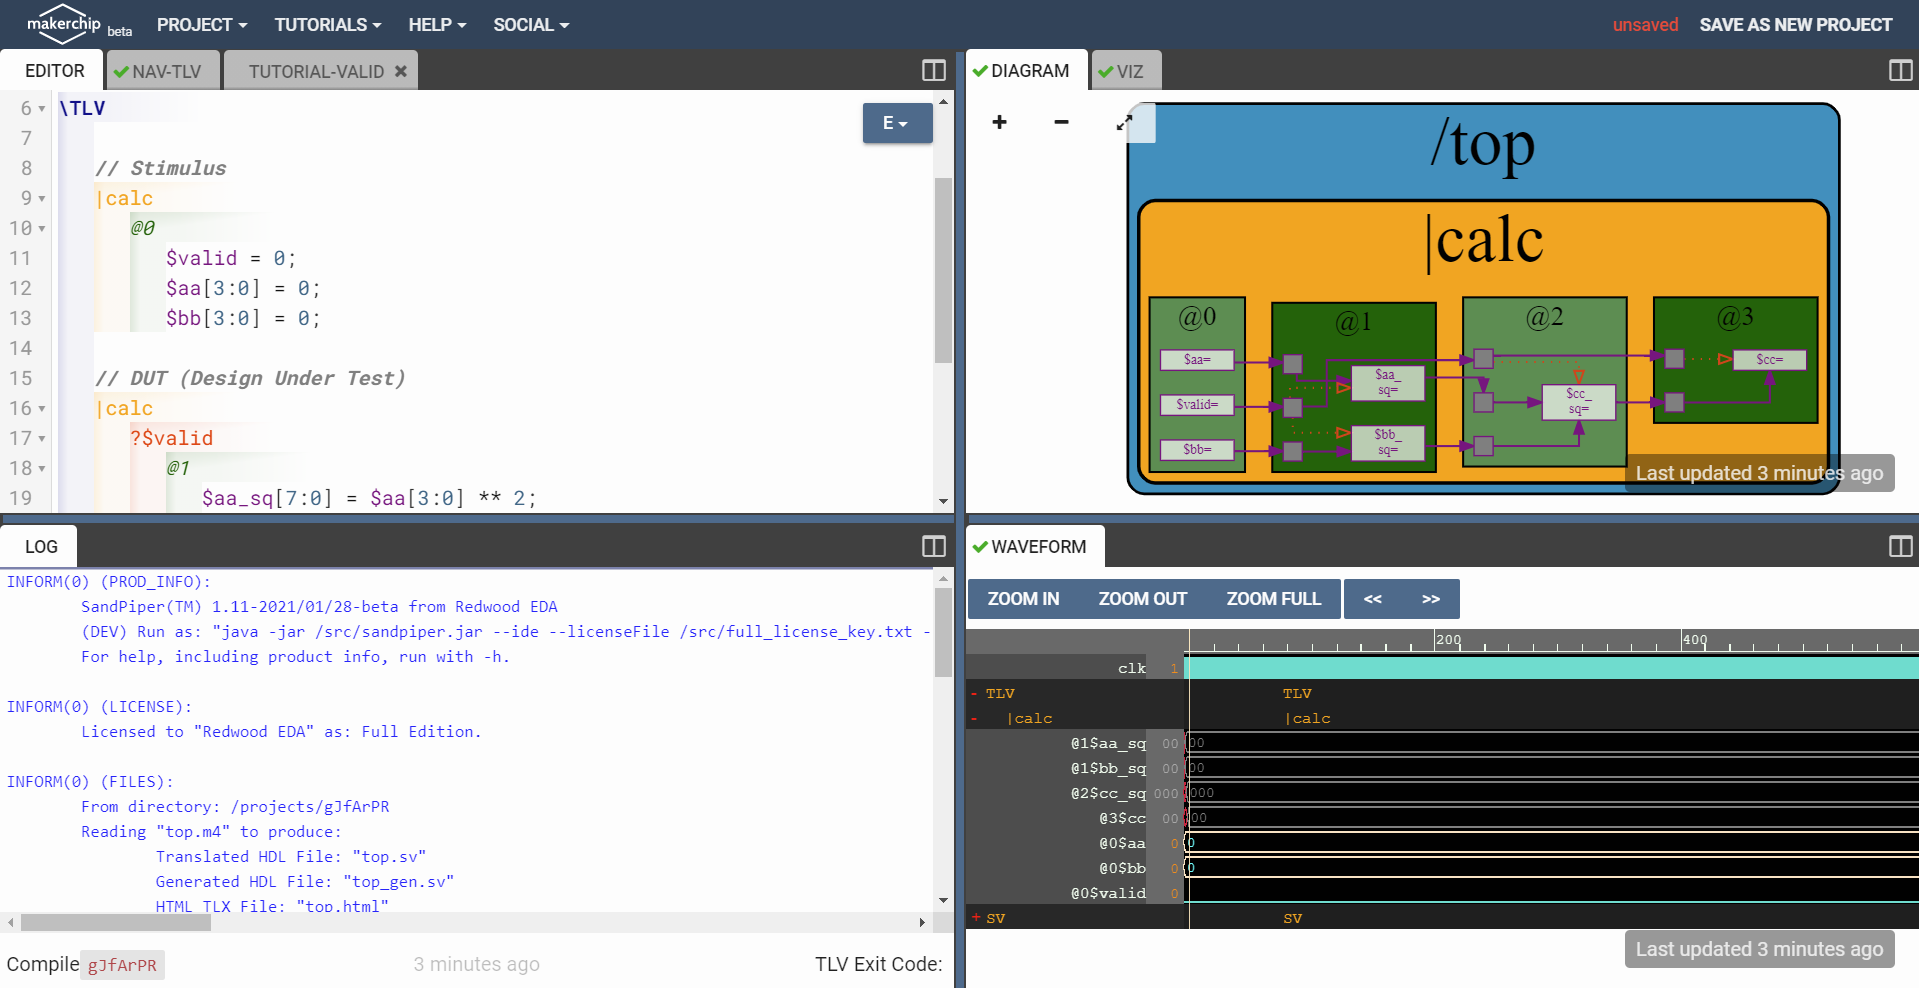 makerchip beta PROJECT TUTORIALS HELP SOCIAL unsaved SAVE AS NEW PROJECT
EDITOR NAV-TLV TUTORIAL-VALID
E
6 \TLV
7
8 // Stimulus
9 |calc
10 @0
11 $valid = 0;
12 $aa[3:0] = 0;
13 $bb[3:0] = 0;
14
15 // DUT (Design Under Test)
16 |calc
17 ?$valid
18 @1
19 $aa_sq[7:0] = $aa[3:0] ** 2;
DIAGRAM VIZ
+ −
/top
|calc
@0 @1 @2 @3
$aa=
$valid=
$bb=
$aa_
sq=
$bb_
sq=
$cc_
sq=
$cc=
Last updated 3 minutes ago
LOG
INFORM(0) (PROD_INFO):
SandPiper(TM) 1.11-2021/01/28-beta from Redwood EDA
(DEV) Run as: "java -jar /src/sandpiper.jar --ide --licenseFile /src/full_license_key.txt -
For help, including product info, run with -h.
INFORM(0) (LICENSE):
Licensed to "Redwood EDA" as: Full Edition.
INFORM(0) (FILES):
From directory: /projects/gJfArPR
Reading "top.m4" to produce:
Translated HDL File: "top.sv"
Generated HDL File: "top_gen.sv"
HTML TLX File: "top.html"
Compile gJfArPR 3 minutes ago TLV Exit Code:
WAVEFORM
ZOOM IN ZOOM OUT ZOOM FULL << >>
200 400
clk 1
- TLV TLV
- |calc |calc
@1$aa_sq 00 00
@1$bb_sq 00 00
@2$cc_sq 000 000
@3$cc 00 00
@0$aa 0 0
@0$bb 0 0
@0$valid 0
+ SV SV
Last updated 3 minutes ago